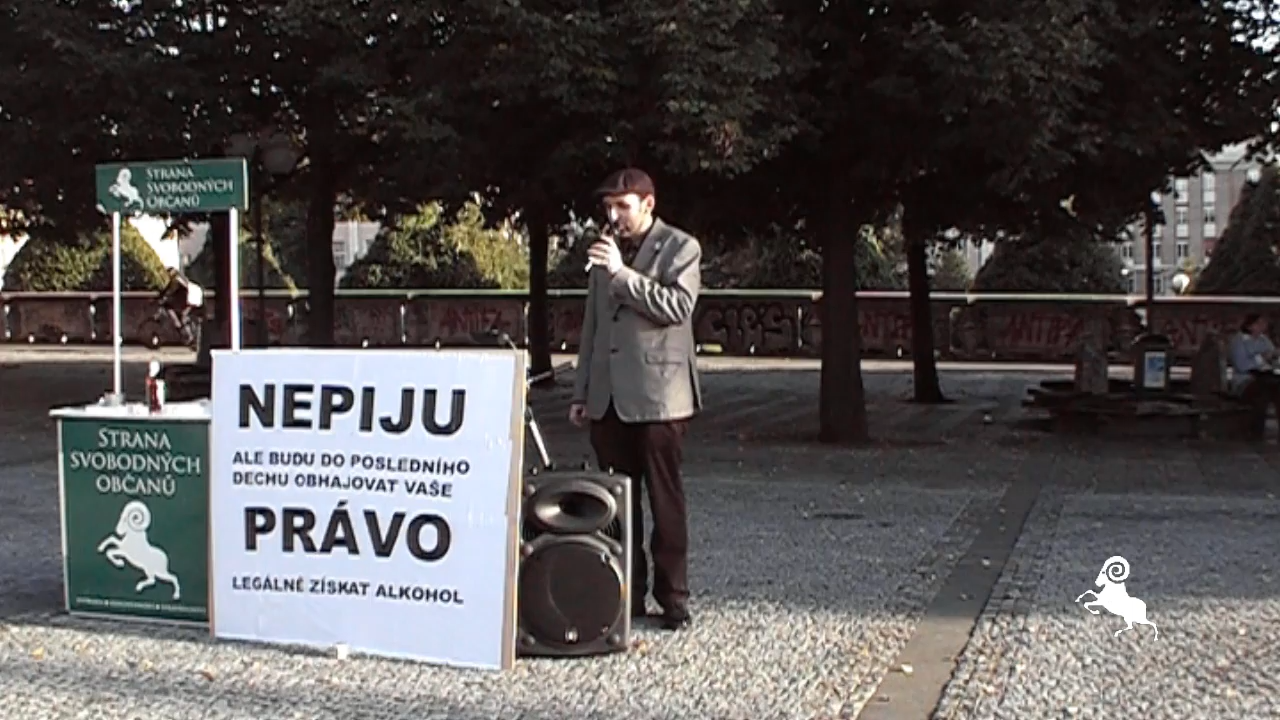 STRANA
SVOBODNÝCH
OBČANŮ
STRANA
SVOBODNÝCH
OBČANŮ
NEPIJU
ALE BUDU DO POSLEDNÍHO
DECHU OBHAJOVAT VAŠE
PRÁVO
LEGÁLNĚ ZÍSKAT ALKOHOL